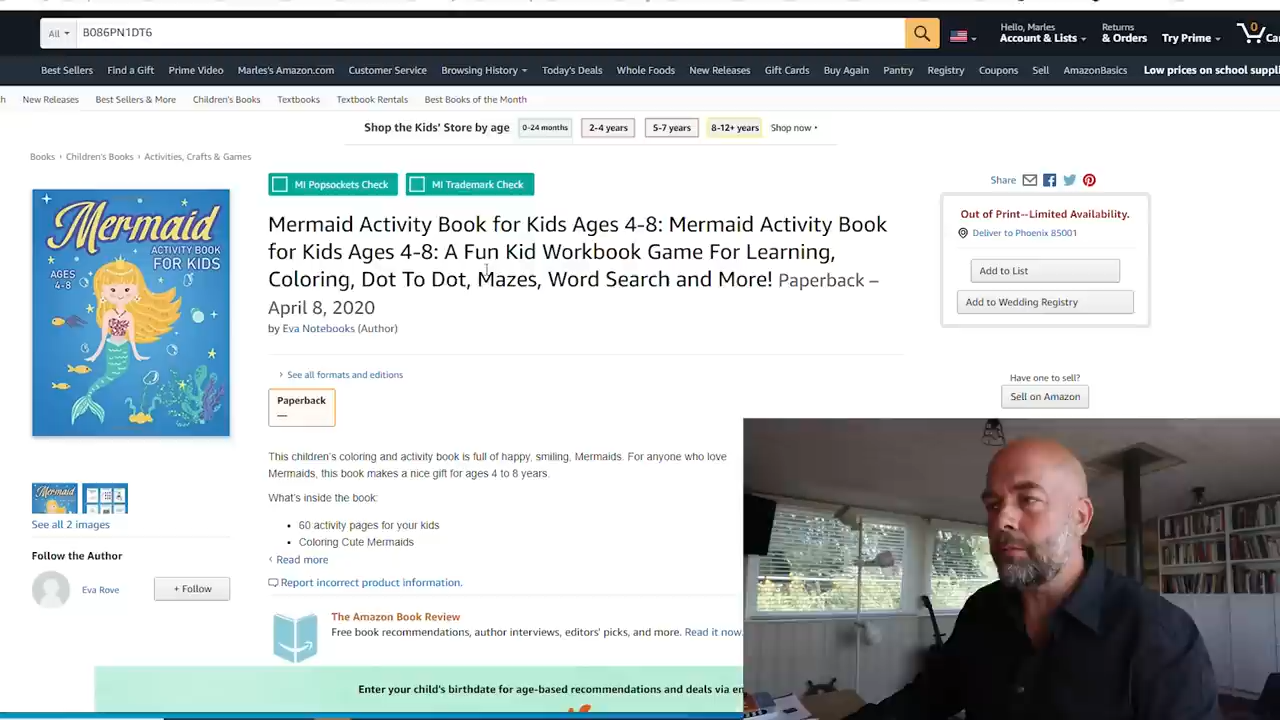 All
B086PN1DT6
Hello, Marles
Account & Lists
Returns
& Orders
Try Prime
0
Best Sellers
Find a Gift
Prime Video
Marles's Amazon.com
Customer Service
Browsing History
Today's Deals
Whole Foods
New Releases
Gift Cards
Buy Again
Pantry
Registry
Coupons
Sell
AmazonBasics
Low prices on school
New Releases
Best Sellers & More
Children's Books
Textbooks
Textbook Rentals
Best Books of the Month
Shop the Kids' Store by age
0-24 months
2-4 years
5-7 years
8-12+ years
Shop now ▸
Books › Children's Books › Activities, Crafts & Games
MI Popsockets Check
MI Trademark Check
Mermaid Activity Book for Kids Ages 4-8: Mermaid Activity Book
for Kids Ages 4-8: A Fun Kid Workbook Game For Learning,
Coloring, Dot To Dot, Mazes, Word Search and More! Paperback –
April 8, 2020
by Eva Notebooks (Author)
› See all formats and editions
Paperback
—
This children's coloring and activity book is full of happy, smiling, Mermaids. For anyone who love
Mermaids, this book makes a nice gift for ages 4 to 8 years.
What's inside the book:
• 60 activity pages for your kids
• Coloring Cute Mermaids
‹ Read more
Report incorrect product information.
The Amazon Book Review
Free book recommendations, author interviews, editors' picks, and more. Read it now.
Enter your child's birthdate for age-based recommendations and deals via
Mermaid
ACTIVITY BOOK
FOR KIDS
AGES
4-8
Mermaid
See all 2 images
Follow the Author
Eva Rove
+ Follow
Share
Out of Print--Limited Availability.
Deliver to Phoenix 85001
Add to List
Add to Wedding Registry
Have one to sell?
Sell on Amazon